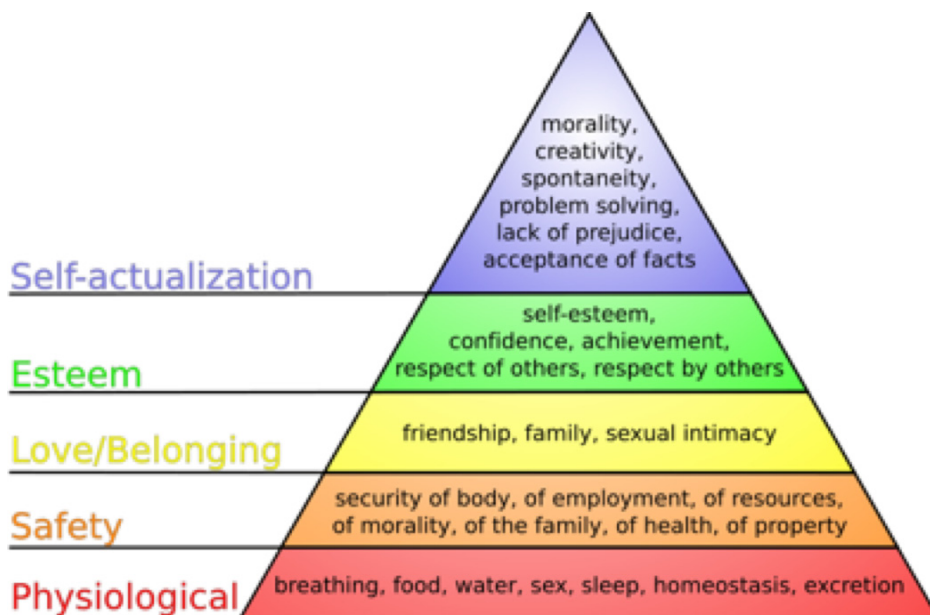 morality,
creativity,
spontaneity,
problem solving,
lack of prejudice,
acceptance of facts
Self-actualization
self-esteem,
confidence, achievement,
respect of others, respect by others
Esteem
friendship, family, sexual intimacy
Love/Belonging
security of body, of employment, of resources,
of morality, of the family, of health, of property
Safety
breathing, food, water, sex, sleep, homeostasis, excretion
Physiological